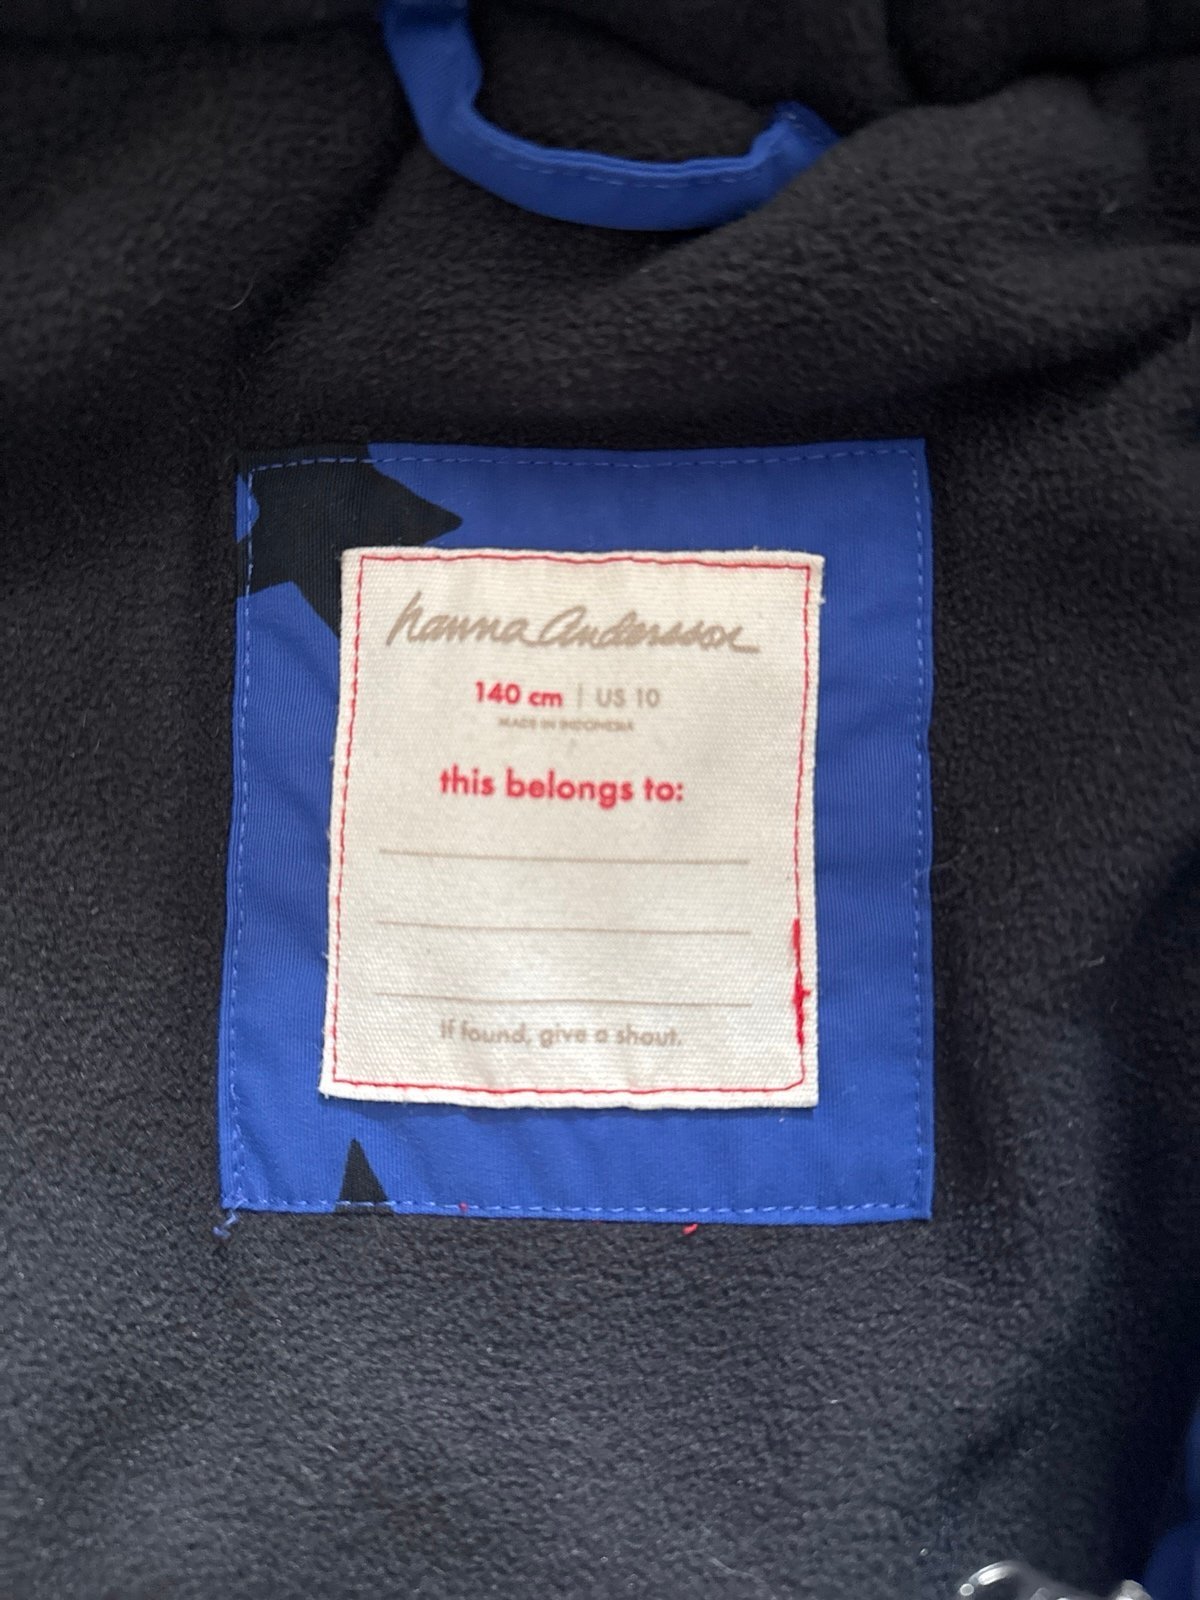 hanna Andersson
140 cm | US 10
MADE IN INDONESIA
this belongs to:
If found, give a shout.